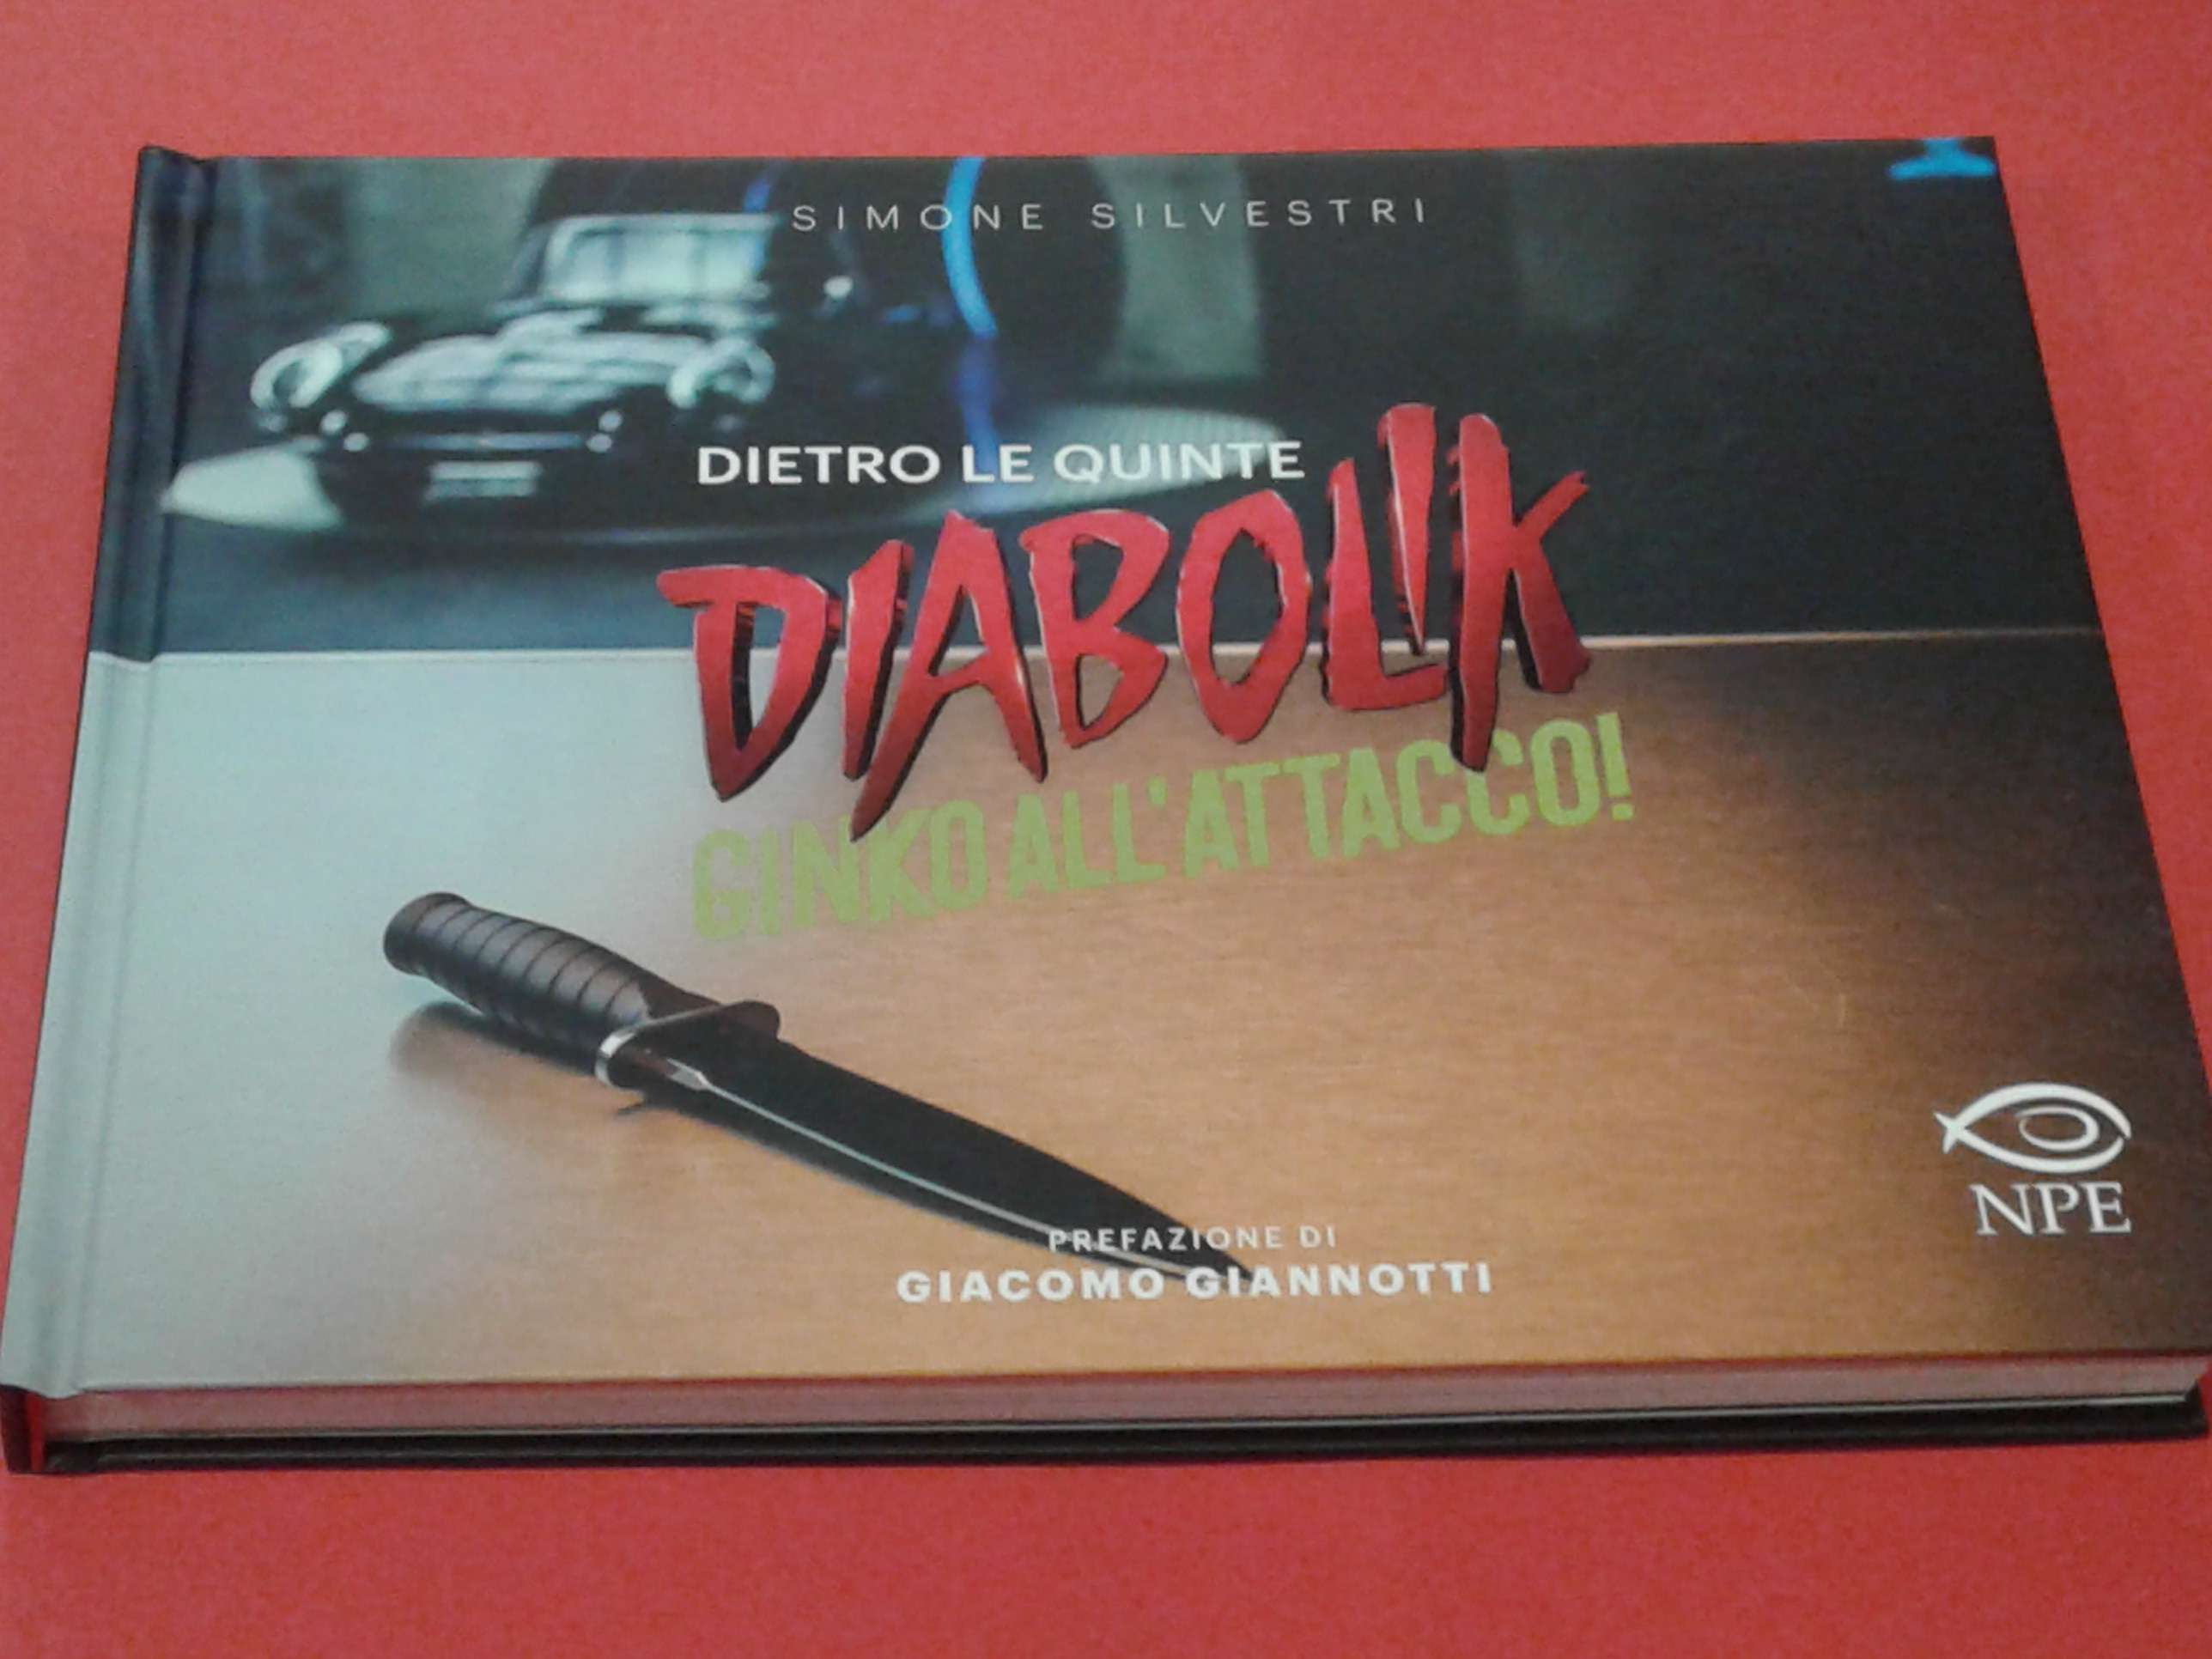 SIMONE SILVESTRI
DIETRO LE QUINTE
DIABOLIK
GINKO ALL'ATTACCO!
NPE
PREFAZIONE DI
GIACOMO GIANNOTTI